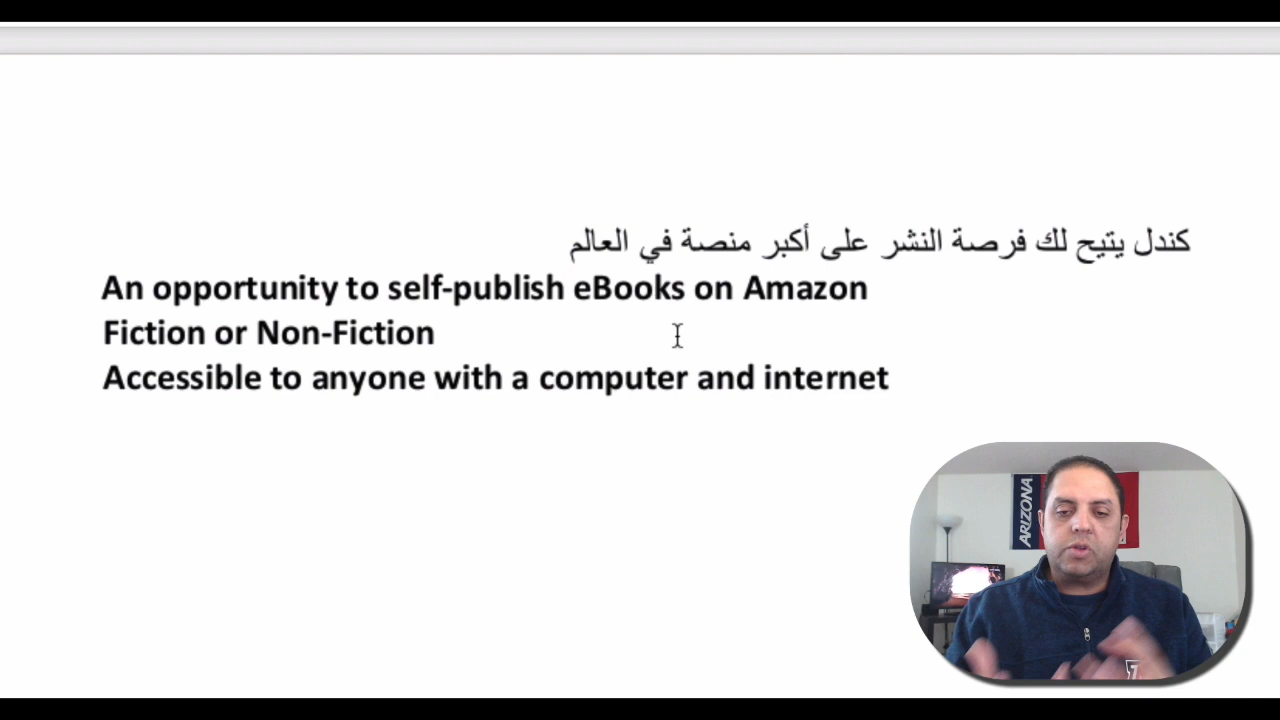 كندل يتيح لك فرصة النشر على أكبر منصة في العالم
An opportunity to self-publish eBooks on Amazon
Fiction or Non-Fiction
Accessible to anyone with a computer and internet
ARIZONA